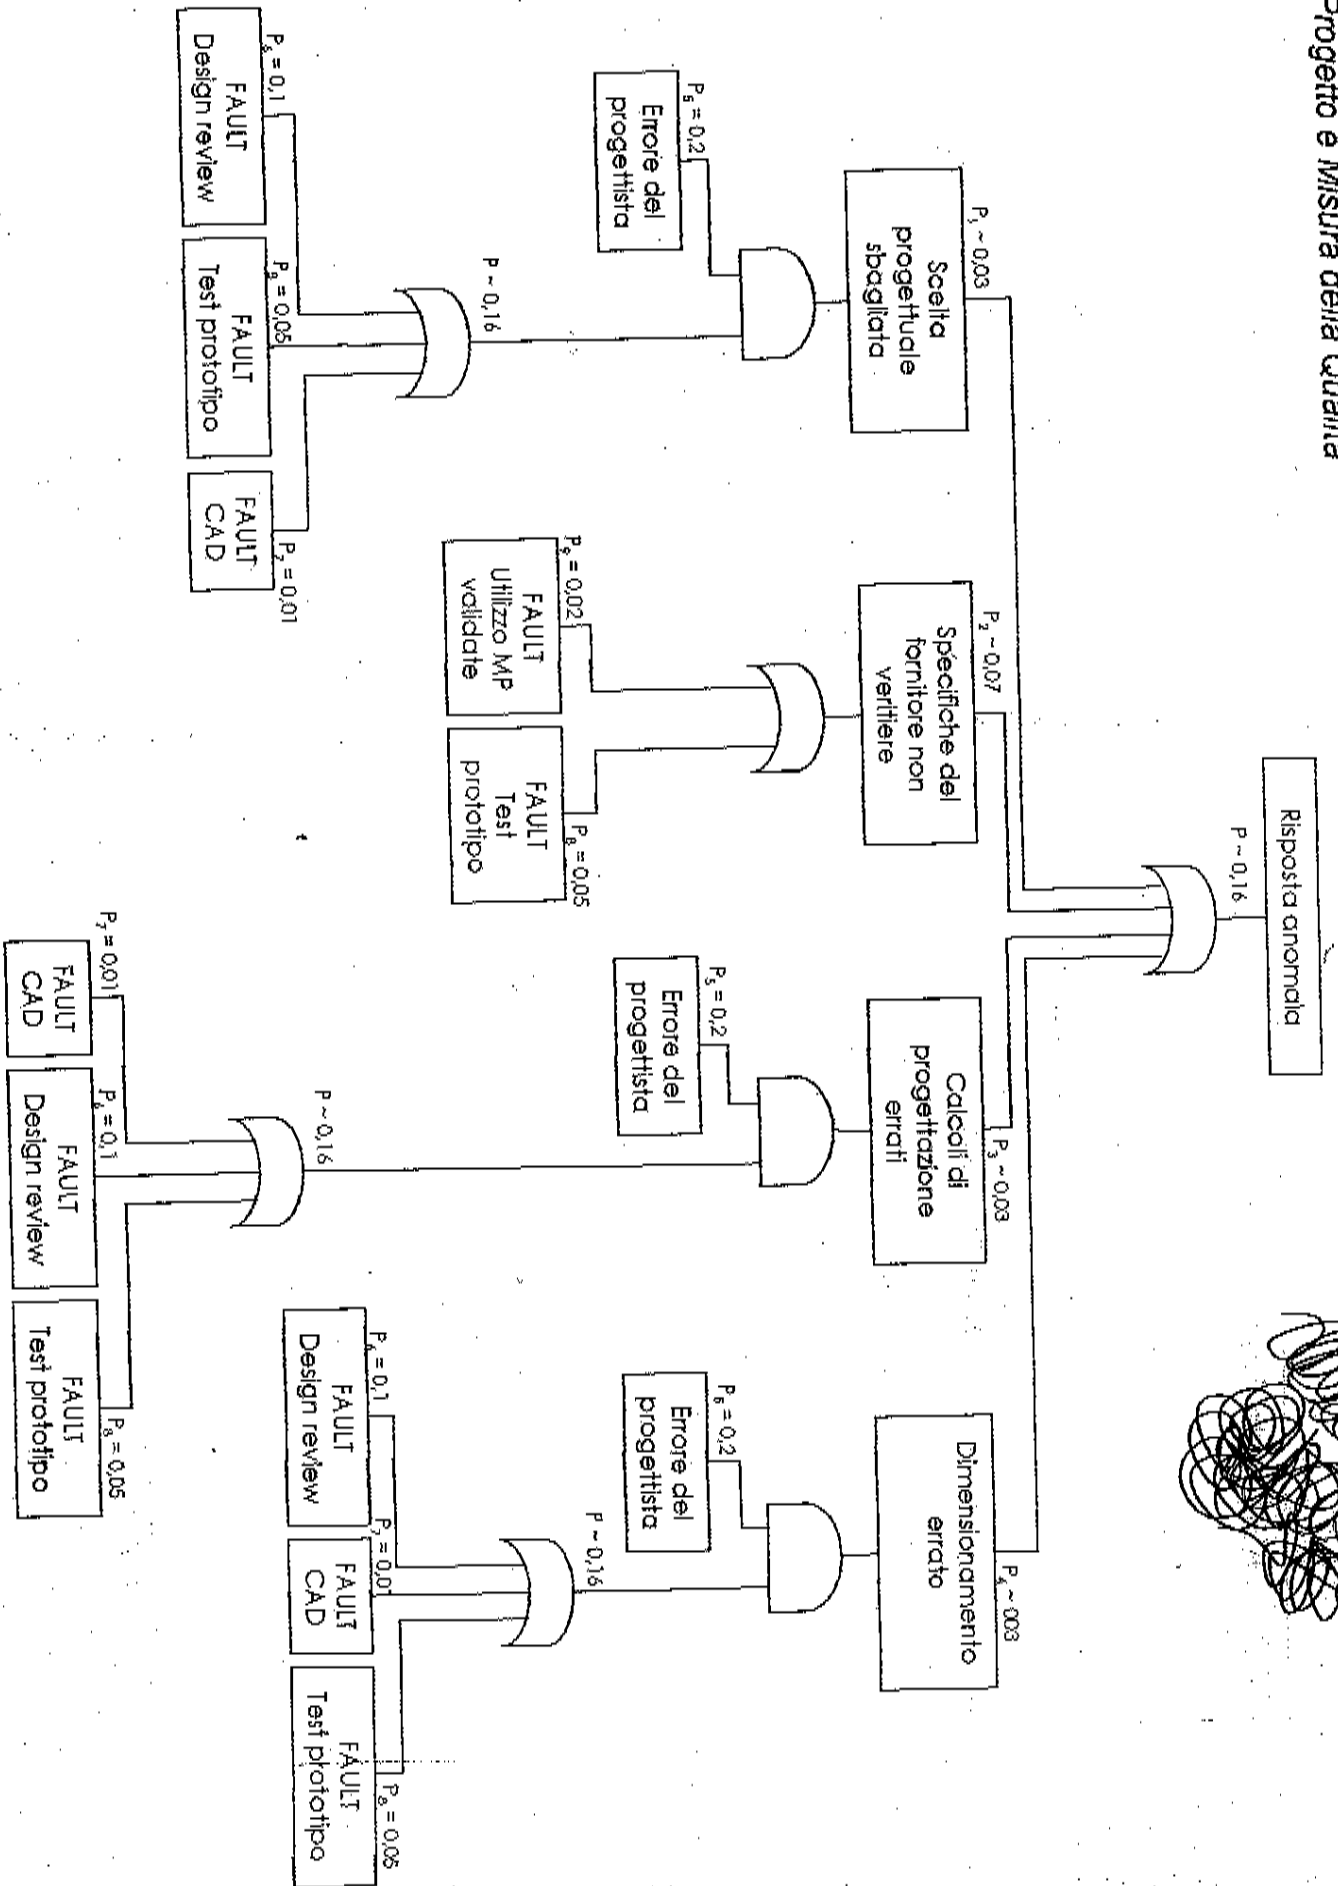 Progetto e Misura della Qualità
Risposta anomala
P ~ 0,16
P₁ ~ 0,03
Scelta
progettuale
sbagliata
P₂ ~ 0,07
Specifiche del
fornitore non
veritiere
P₃ ~ 0,03
Calcoli di
progettazione
errati
P₄ ~ 003
Dimensionamento
errato
P₅ = 0,2
Errore del
progettista
P ~ 0,16
P₆ = 0,1
FAULT
Design review
P₈ = 0,05
FAULT
Test prototipo
P₇ = 0,01
FAULT
CAD
P₉ = 0,02
FAULT
Utilizzo MP
validate
P₈ = 0,05
FAULT
Test
prototipo
P₅ = 0,2
Errore del
progettista
P ~ 0,16
P₇ = 0,01
FAULT
CAD
P₆ = 0,1
FAULT
Design review
P₈ = 0,05
FAULT
Test prototipo
P₅ = 0,2
Errore del
progettista
P ~ 0,16
P₆ = 0,1
FAULT
Design review
P₇ = 0,01
FAULT
CAD
P₈ = 0,05
FAULT
Test prototipo